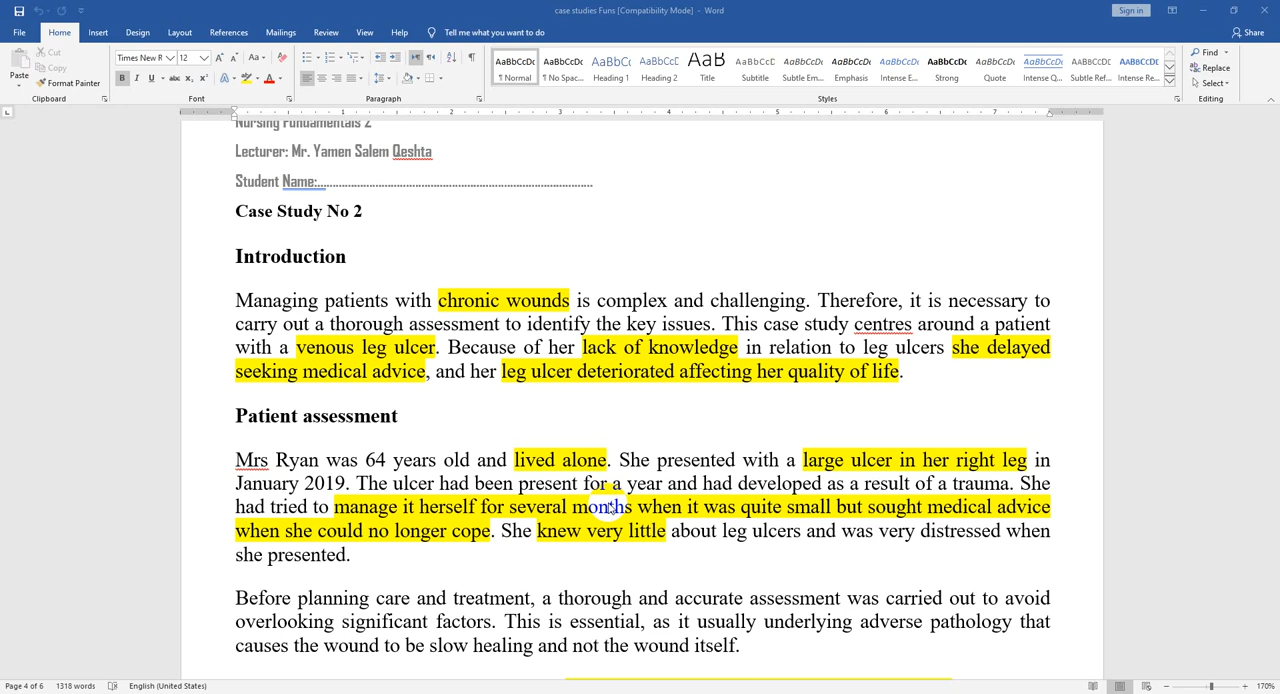 case studies Funs [Compatibility Mode] - Word
Sign in
File Home Insert Design Layout References Mailings Review View Help Tell me what you want to do
Share
Paste
Cut
Copy
Format Painter
Clipboard
Times New R 12
Font
Paragraph
AaBbCcDc AaBbCcDc AaBbC AaBbCcC AaB AaBbCcD AaBbCcDc AaBbCcDc AaBbCcDc AaBbCcDc AaBbCcDc AaBbCcDc AaBbCcDc AaBbCcDc
¶ Normal ¶ No Spac... Heading 1 Heading 2 Title Subtitle Subtle Em... Emphasis Intense E... Strong Quote Intense Q... Subtle Ref... Intense Re...
Styles
Find
Replace
Select
Editing
1 2 3 4 5 6 7
Nursing Fundamentals 2
Lecturer: Mr. Yamen Salem Qeshta
Student Name:......................................................................................
Case Study No 2
Introduction
Managing patients with chronic wounds is complex and challenging. Therefore, it is necessary to
carry out a thorough assessment to identify the key issues. This case study centres around a patient
with a venous leg ulcer. Because of her lack of knowledge in relation to leg ulcers she delayed
seeking medical advice, and her leg ulcer deteriorated affecting her quality of life.
Patient assessment
Mrs Ryan was 64 years old and lived alone. She presented with a large ulcer in her right leg in
January 2019. The ulcer had been present for a year and had developed as a result of a trauma. She
had tried to manage it herself for several months when it was quite small but sought medical advice
when she could no longer cope. She knew very little about leg ulcers and was very distressed when
she presented.
Before planning care and treatment, a thorough and accurate assessment was carried out to avoid
overlooking significant factors. This is essential, as it usually underlying adverse pathology that
causes the wound to be slow healing and not the wound itself.
Page 4 of 6 1318 words English (United States)
170%